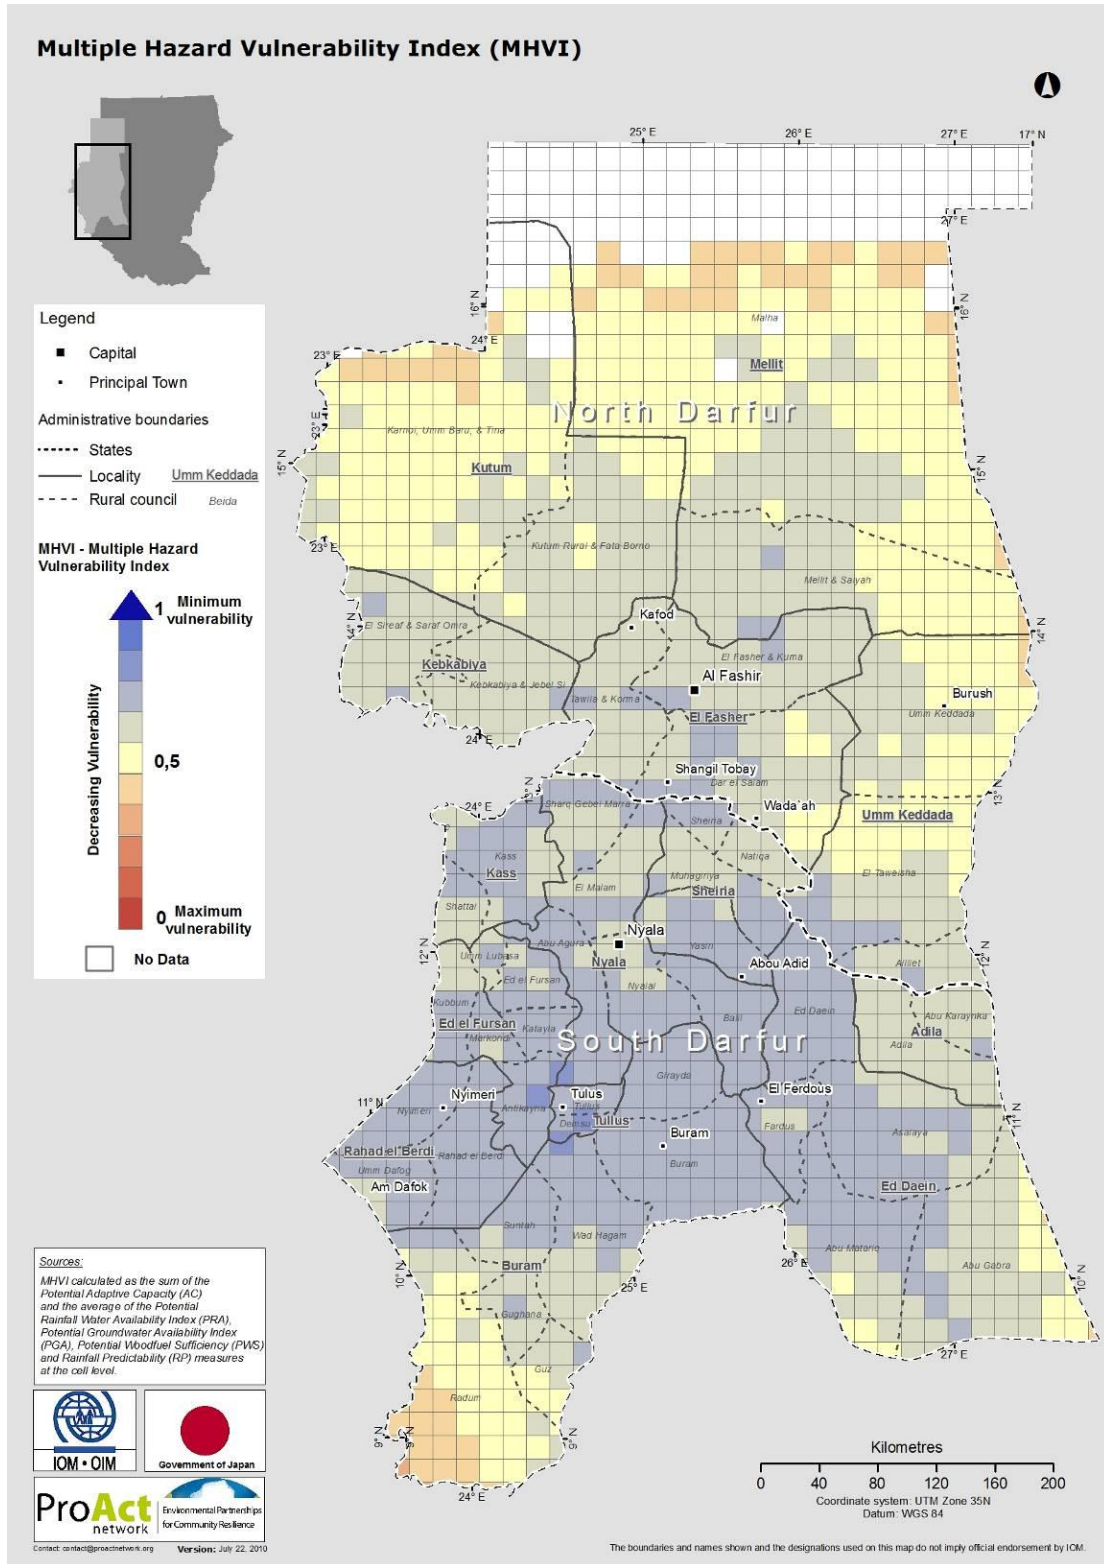 Multiple Hazard Vulnerability Index (MHVI)
25° E
26° E
27° E
17° N
27° E
16° N
16° N
24° E
23° E
23° E
15° N
15° N
23° E
14° N
14° N
24° E
13° N
13° N
24° E
12° N
12° N
11° N
11° N
10° N
10° N
25° E
26° E
27° E
9° N
9° N
9° N
24° E
Legend
Capital
Principal Town
Administrative boundaries
States
Locality Umm Keddada
Rural council Beida
MHVI - Multiple Hazard
Vulnerability Index
1 Minimum
vulnerability
Decreasing Vulnerability
0,5
0 Maximum
vulnerability
No Data
Malha
Mellit
North Darfur
Karnoi, Umm Baru, & Tina
Kutum
Kutum Rural & Fata Borno
Mellit & Saiyah
Kafod
El Sireaf & Saraf Omra
El Fasher & Kuma
Kebkabiya
Al Fashir
Kebkabiya & Jebel Si
Tawila & Korma
Burush
Umm Keddada
El Fasher
Shangil Tobay
Dar el Salam
Sharq Gebel Marra
Wada'ah
Umm Keddada
Sheiria
Kass
Natiqa
Kass
El Malam
Muhagiriya
El Taweisha
Sheiria
Shattai
Nyala
Abu Agura
Yasin
Umm Lubasa
Nyala
Abou Adid
Alliet
Ed el Fursan
Nyalai
Kubbum
Ed Daein
Abu Karaynka
Ed el Fursan
Katayla
Balil
Adila
Markondi
South Darfur
Adila
Girayda
Nyimeri
Tulus
El Ferdous
Nyimeri
Antikayna
Tullus
Demsu
Tullus
Fardus
Asalaya
Buram
Rahad el Berdi
Rahad el Berdi
Umm Dafog
Buram
Am Dafok
Ed Daein
Suntah
Wad Hagam
Abu Matariq
Buram
Abu Gabra
Gughana
Guz
Radum
Sources:
MHVI calculated as the sum of the
Potential Adaptive Capacity (AC)
and the average of the Potential
Rainfall Water Availability Index (PRA),
Potential Groundwater Availability Index
(PGA), Potential Woodfuel Sufficiency (PWS)
and Rainfall Predictability (RP) measures
at the cell level.
IOM • OIM
Government of Japan
ProAct
network
Environmental Partnerships
for Community Resilience
Contact: contact@proactnetwork.org Version: July 22, 2010
Kilometres
0 40 80 120 160 200
Coordinate system: UTM Zone 35N
Datum: WGS 84
The boundaries and names shown and the designations used on this map do not imply official endorsement by IOM.